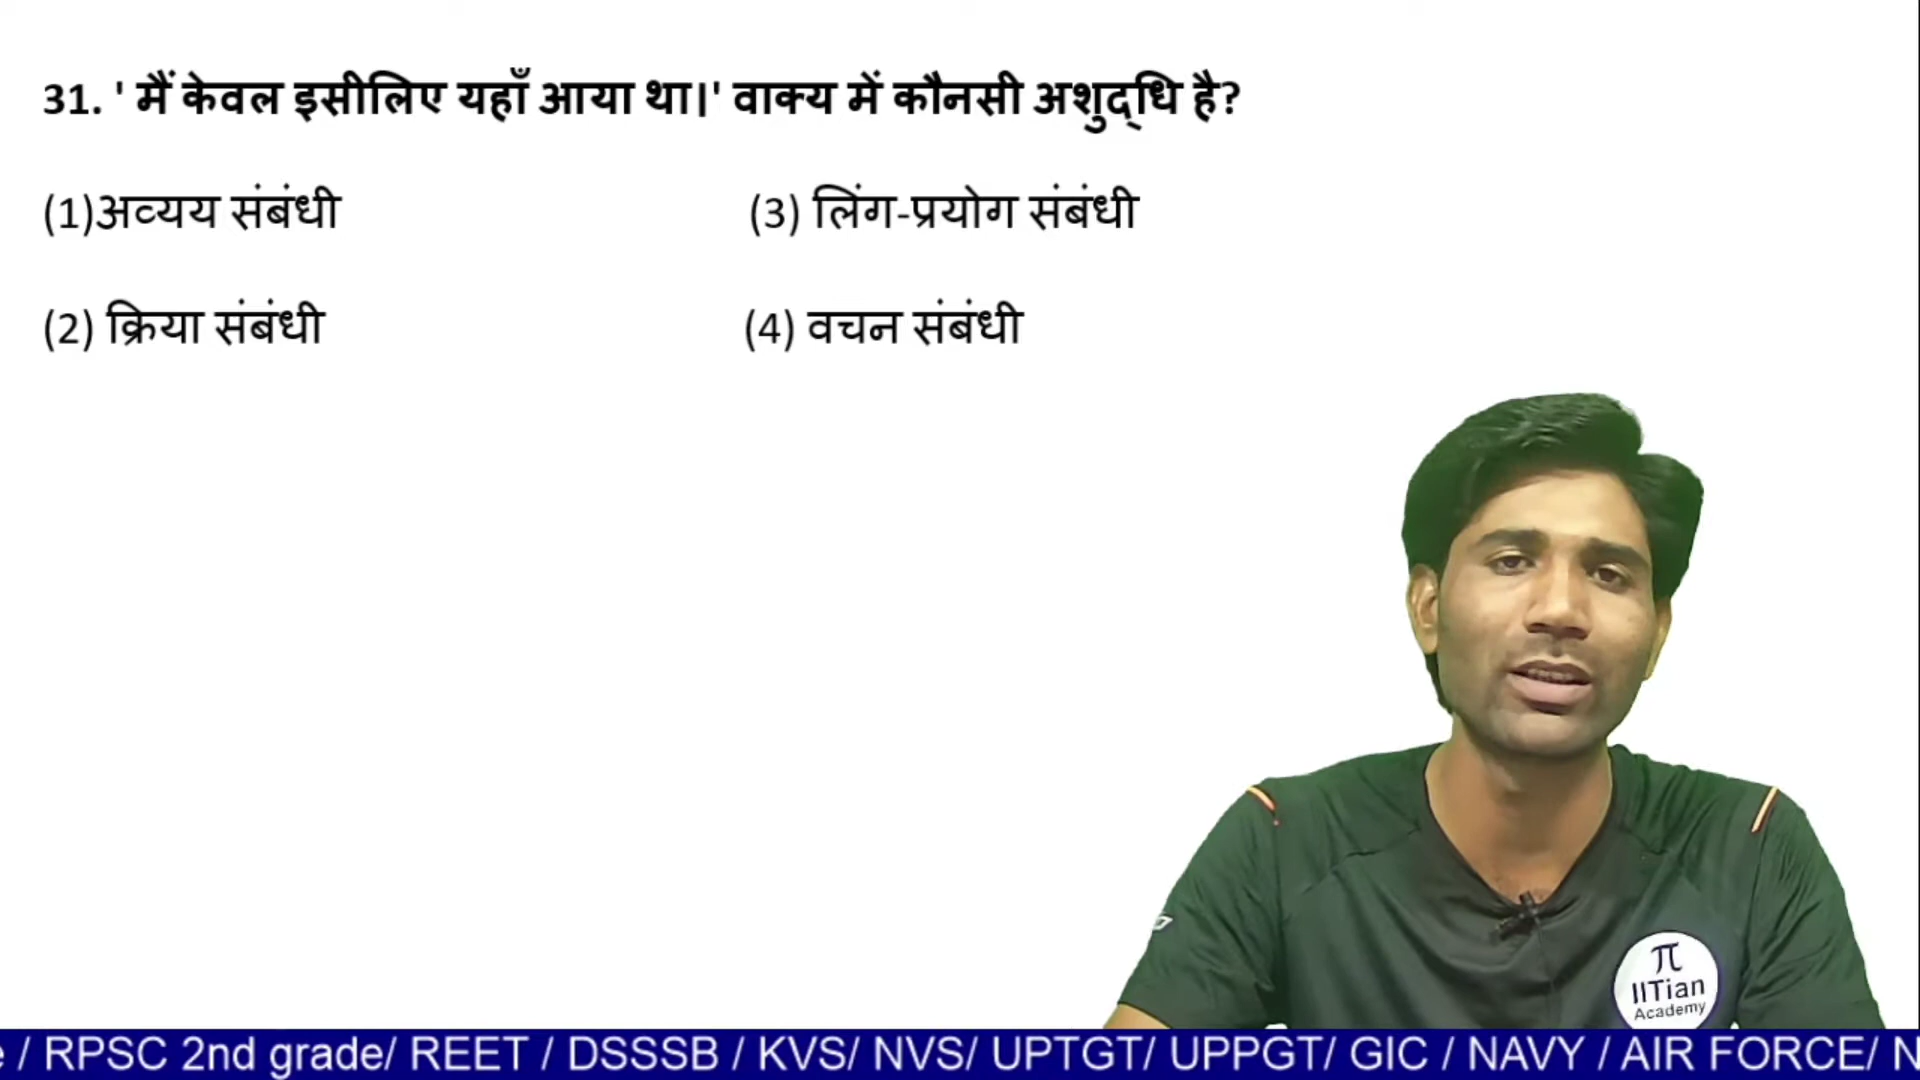 31. ' मैं केवल इसीलिए यहाँ आया था।' वाक्य में कौनसी अशुद्धि है?
(1)अव्यय संबंधी (3) लिंग-प्रयोग संबंधी
(2) क्रिया संबंधी (4) वचन संबंधी
π
IITian
Academy
/ RPSC 2nd grade/ REET / DSSSB / KVS/ NVS/ UPTGT/ UPPGT/ GIC / NAVY / AIR FORCE/